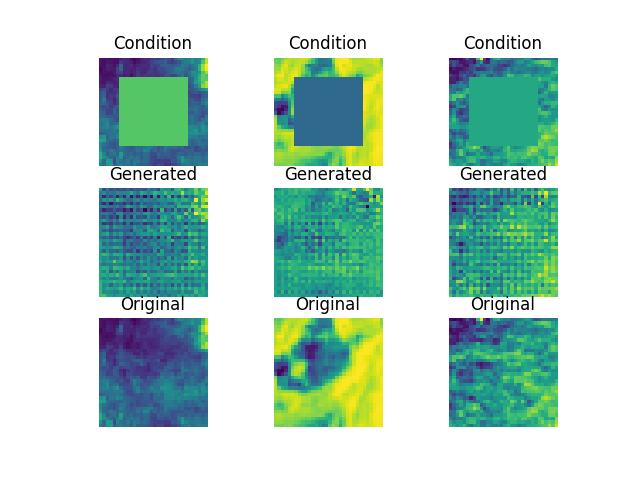 Condition Condition Condition
Generated Generated Generated
Original Original Original